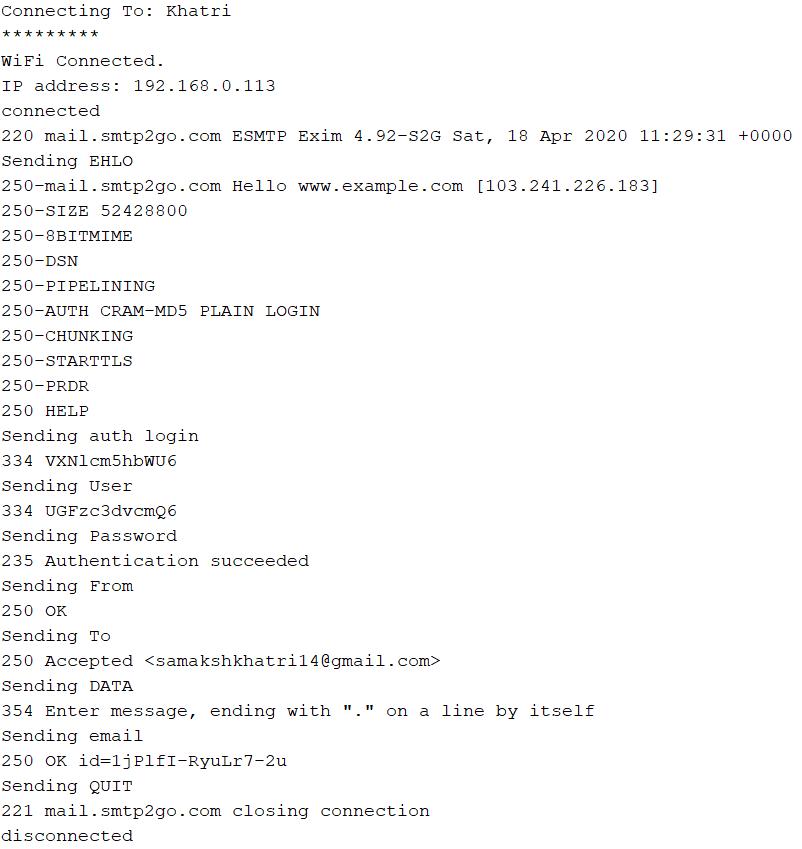 Connecting To: Khatri
*********
WiFi Connected.
IP address: 192.168.0.113
connected
220 mail.smtp2go.com ESMTP Exim 4.92-S2G Sat, 18 Apr 2020 11:29:31 +0000
Sending EHLO
250-mail.smtp2go.com Hello www.example.com [103.241.226.183]
250-SIZE 52428800
250-8BITMIME
250-DSN
250-PIPELINING
250-AUTH CRAM-MD5 PLAIN LOGIN
250-CHUNKING
250-STARTTLS
250-PRDR
250 HELP
Sending auth login
334 VXNlcm5hbWU6
Sending User
334 UGFzc3dvcmQ6
Sending Password
235 Authentication succeeded
Sending From
250 OK
Sending To
250 Accepted <samakshkhatri14@gmail.com>
Sending DATA
354 Enter message, ending with "." on a line by itself
Sending email
250 OK id=1jPlfI-RyuLr7-2u
Sending QUIT
221 mail.smtp2go.com closing connection
disconnected